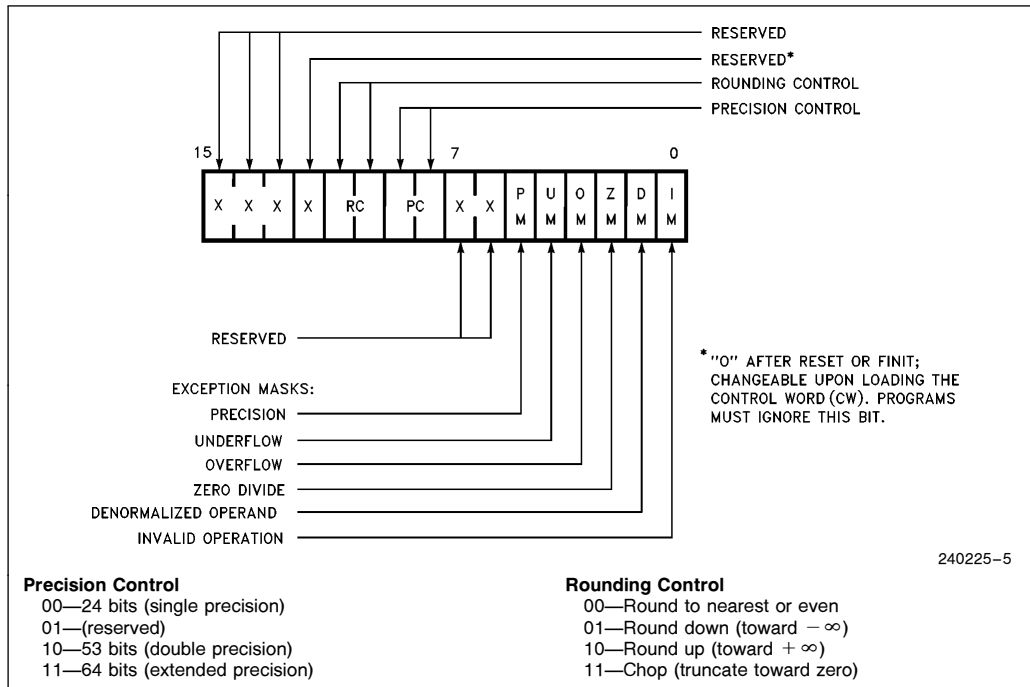 RESERVED
RESERVED*
ROUNDING CONTROL
PRECISION CONTROL
15 7 0
X X X X RC PC X X P M U M O M Z M D M I M
RESERVED
* "0" AFTER RESET OR FINIT;
CHANGEABLE UPON LOADING THE
CONTROL WORD (CW). PROGRAMS
MUST IGNORE THIS BIT.
EXCEPTION MASKS:
PRECISION
UNDERFLOW
OVERFLOW
ZERO DIVIDE
DENORMALIZED OPERAND
INVALID OPERATION
240225–5
Precision Control
00—24 bits (single precision)
01—(reserved)
10—53 bits (double precision)
11—64 bits (extended precision)
Rounding Control
00—Round to nearest or even
01—Round down (toward −∞)
10—Round up (toward +∞)
11—Chop (truncate toward zero)